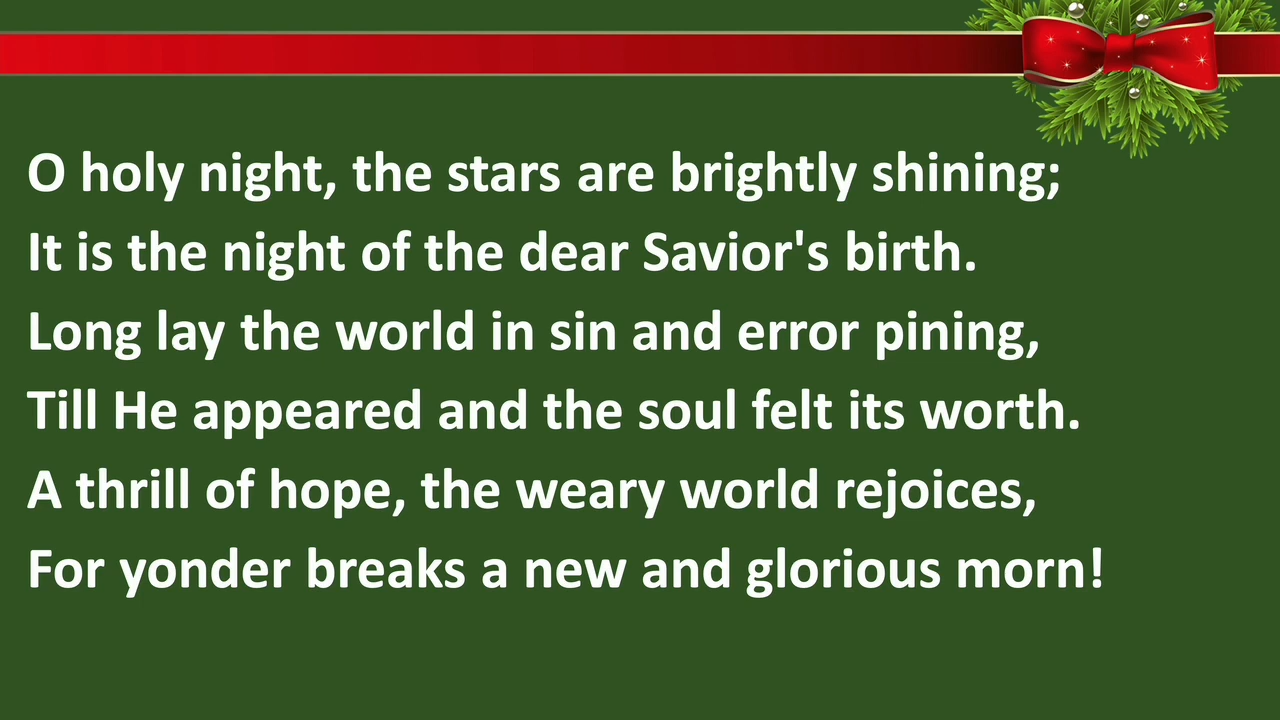 O holy night, the stars are brightly shining;
It is the night of the dear Savior's birth.
Long lay the world in sin and error pining,
Till He appeared and the soul felt its worth.
A thrill of hope, the weary world rejoices,
For yonder breaks a new and glorious morn!